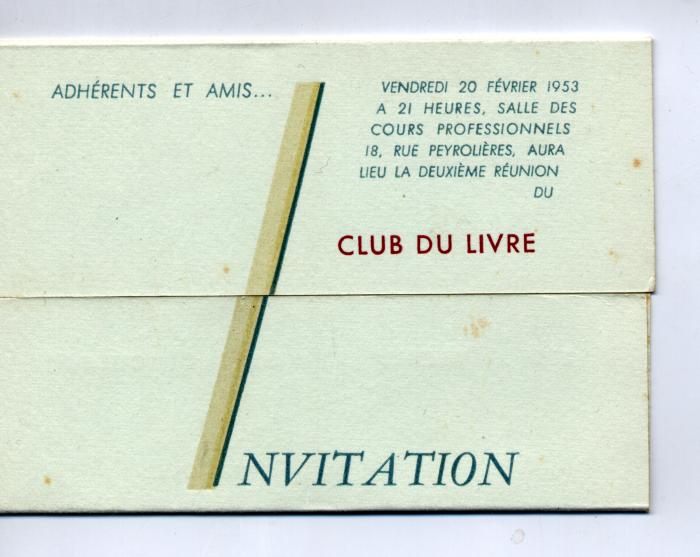 ADHÉRENTS ET AMIS...
VENDREDI 20 FÉVRIER 1953
A 21 HEURES, SALLE DES
COURS PROFESSIONNELS
18, RUE PEYROLIÈRES, AURA
LIEU LA DEUXIÈME RÉUNION
DU
CLUB DU LIVRE
INVITATION